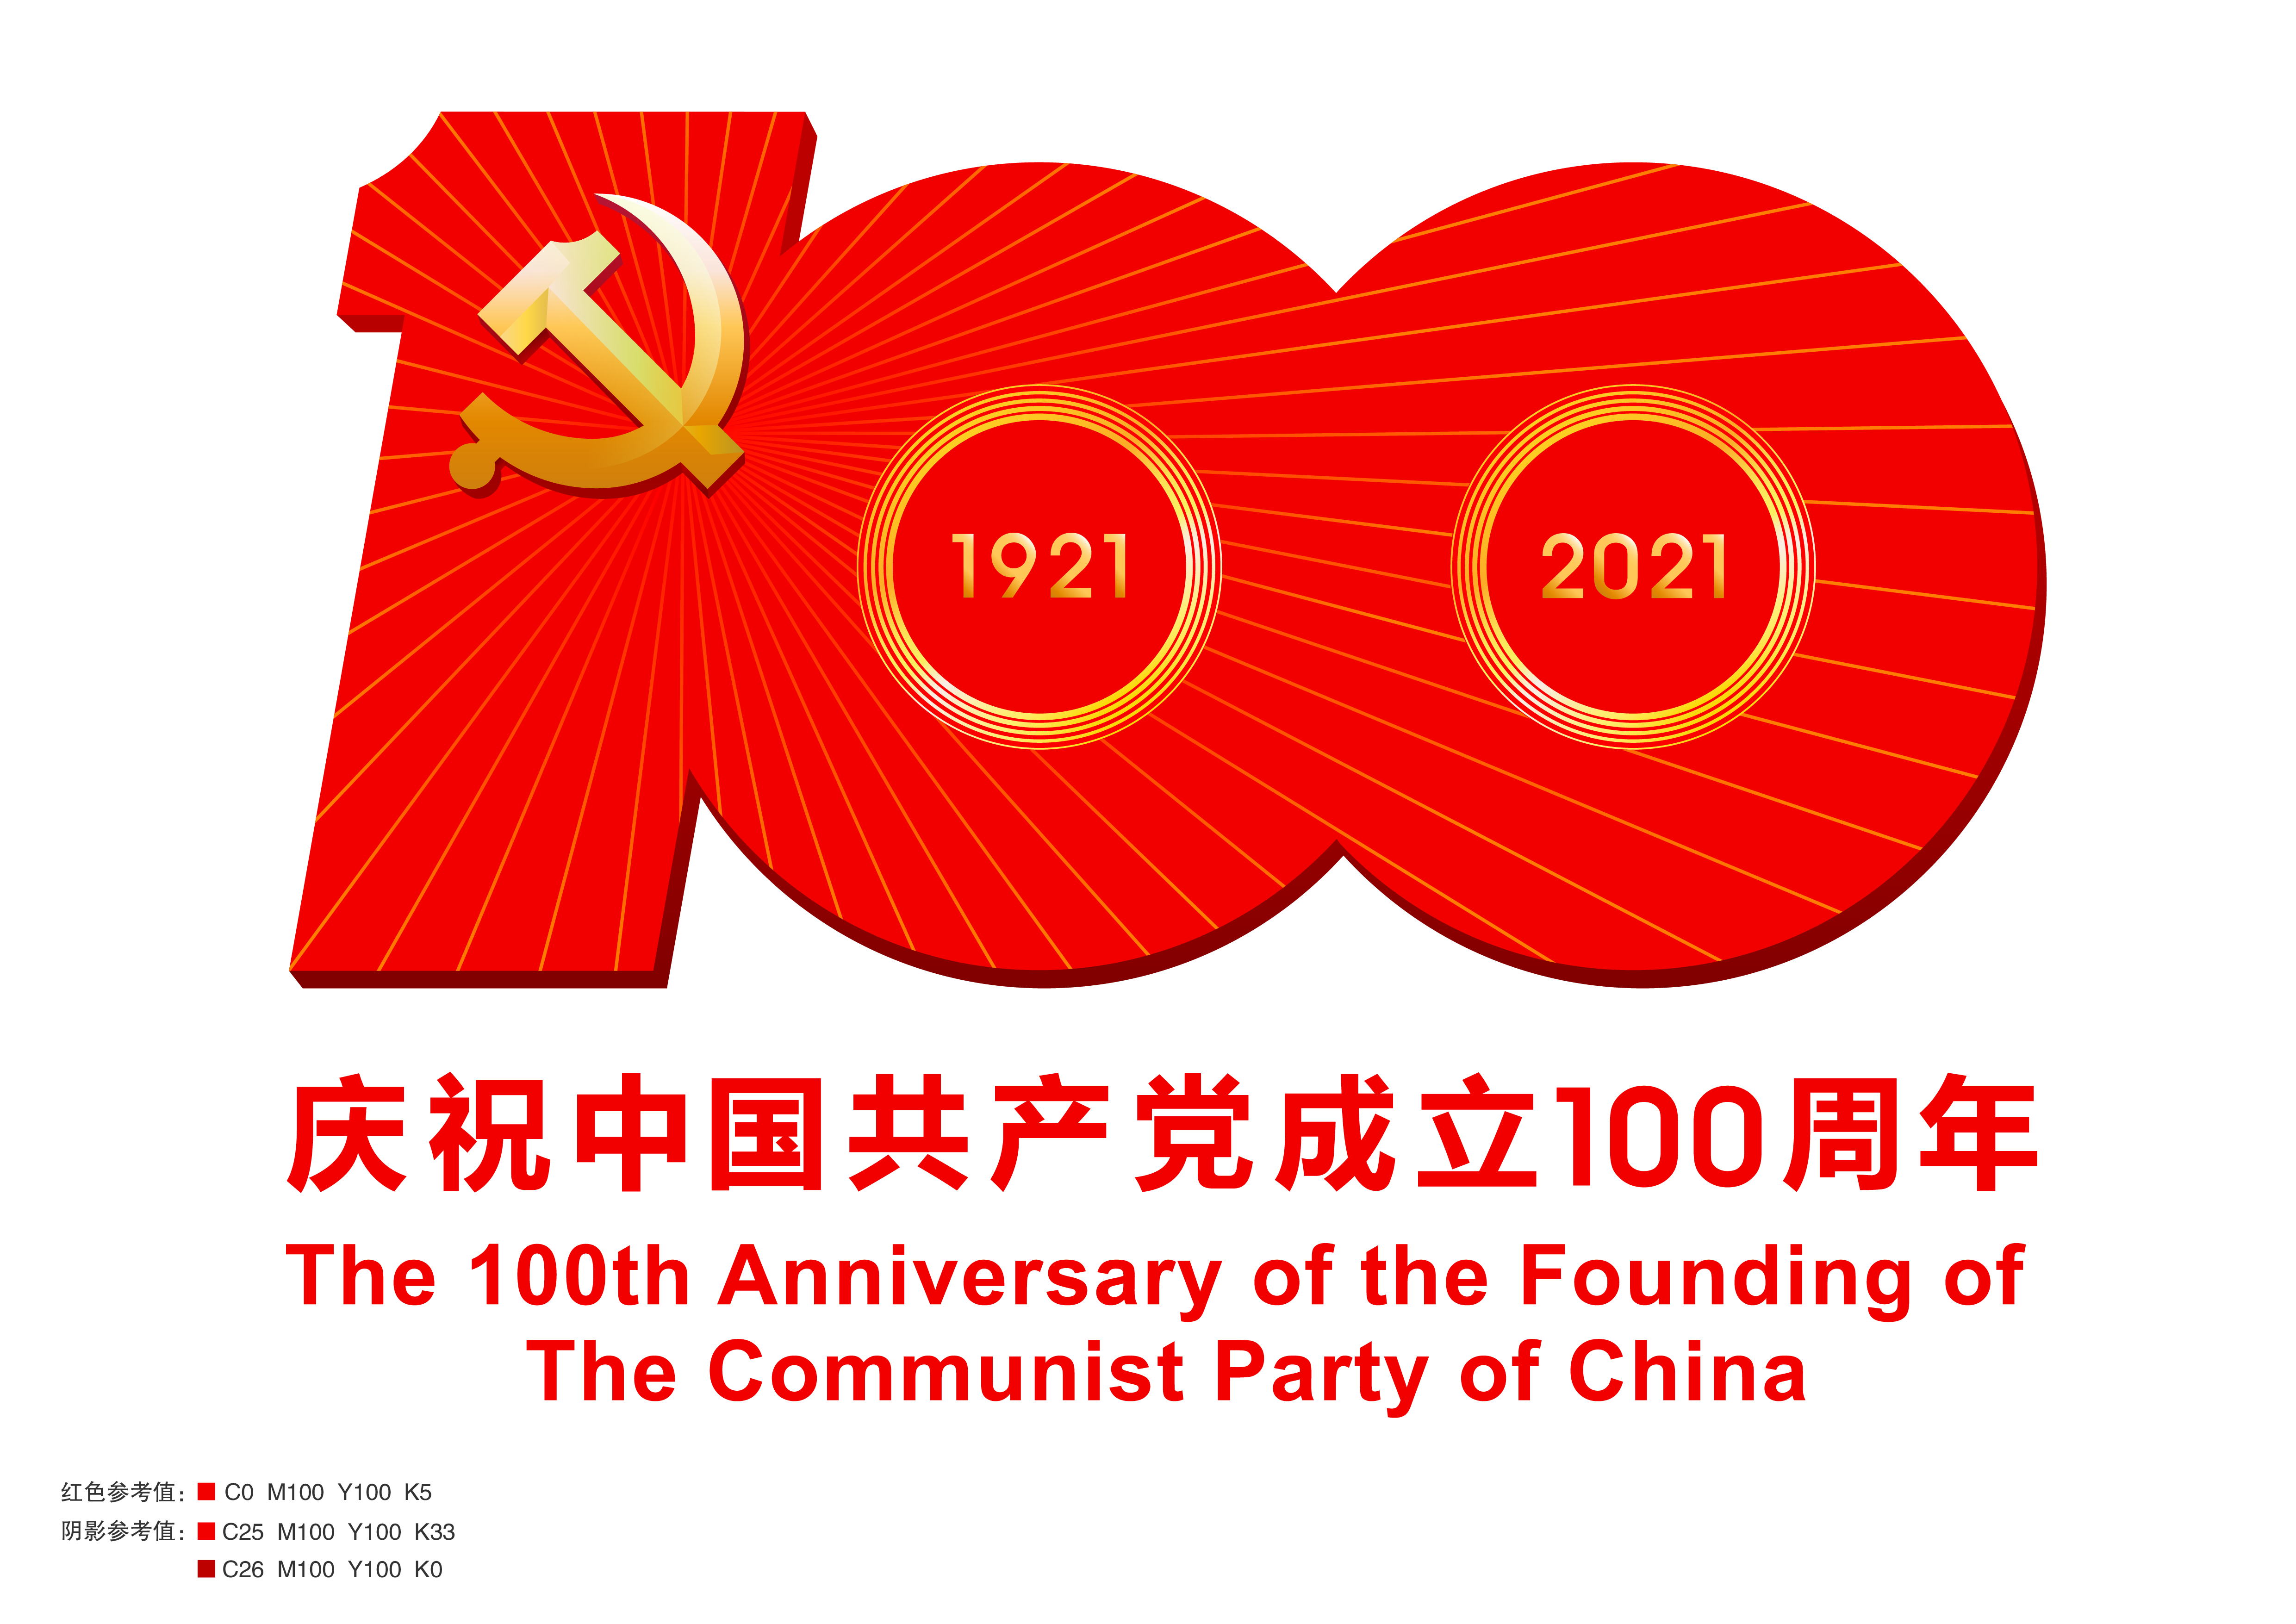 100
1921
2021
庆祝中国共产党成立100周年
The 100th Anniversary of the Founding of
The Communist Party of China
红色参考值: C0 M100 Y100 K5
阴影参考值: C25 M100 Y100 K33
C26 M100 Y100 K0